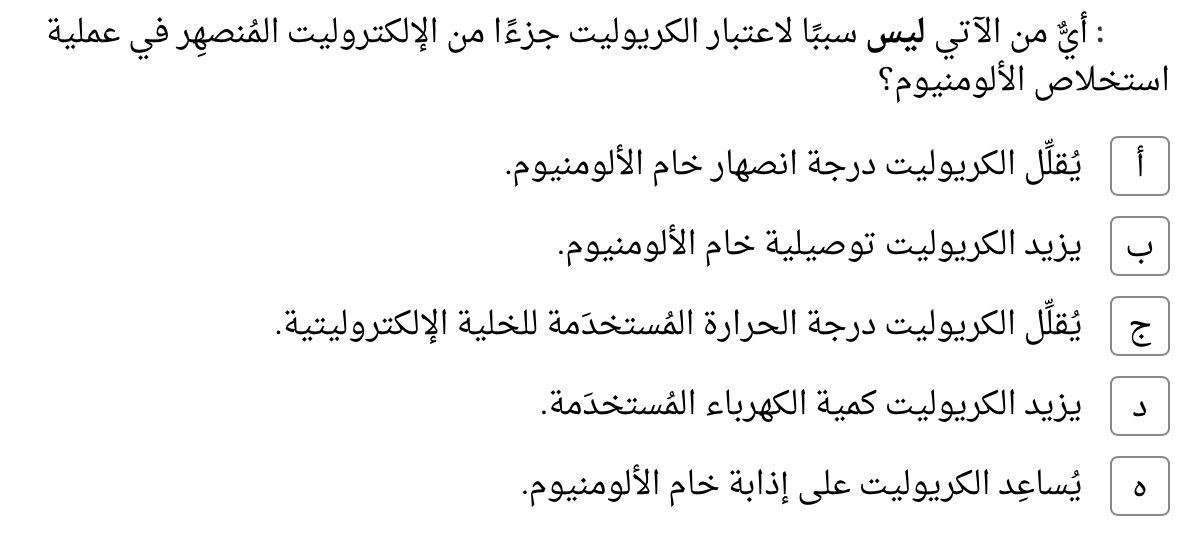 : أيٌّ من الآتي ليس سببًا لاعتبار الكريوليت جزءًا من الإلكتروليت المُنصهِر في عملية
استخلاص الألومنيوم؟
أ يُقلِّل الكريوليت درجة انصهار خام الألومنيوم.
ب يزيد الكريوليت توصيلية خام الألومنيوم.
ج يُقلِّل الكريوليت درجة الحرارة المُستخدَمة للخلية الإلكتروليتية.
د يزيد الكريوليت كمية الكهرباء المُستخدَمة.
ه يُساعِد الكريوليت على إذابة خام الألومنيوم.